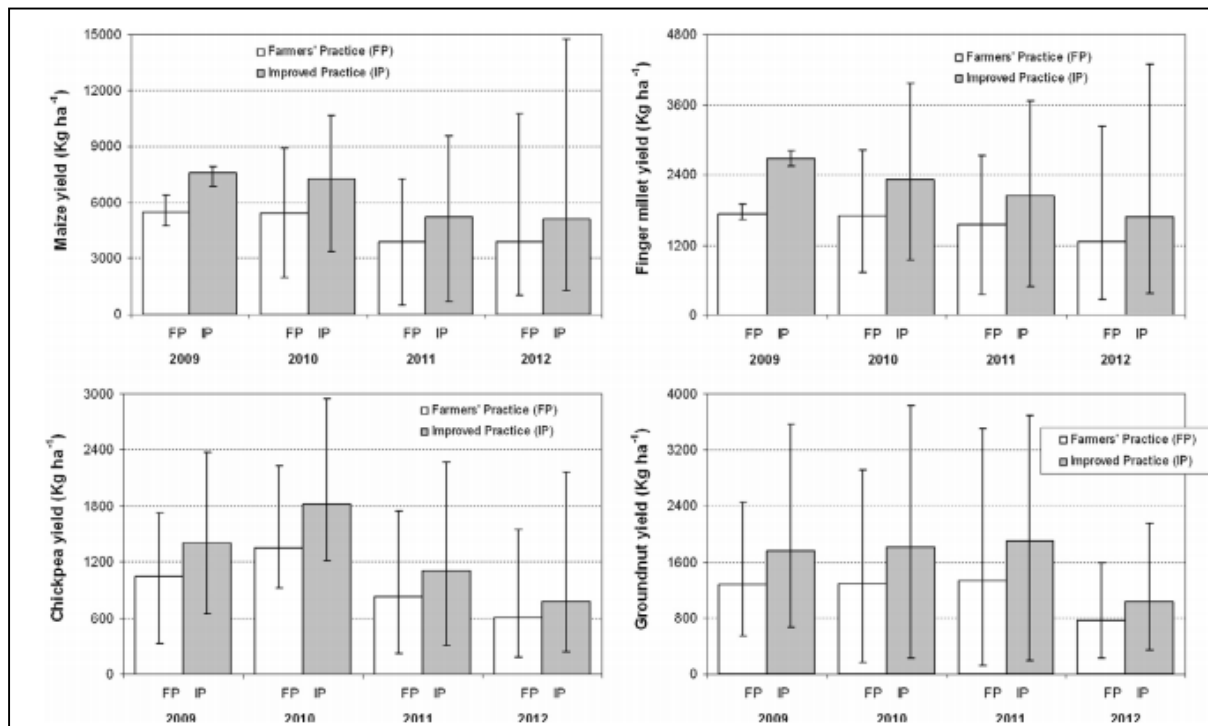 Maize yield (Kg ha⁻¹)
15000
12000
9000
6000
3000
0
Farmers' Practice (FP)
Improved Practice (IP)
FP IP FP IP FP IP FP IP
2009 2010 2011 2012
Finger millet yield (Kg ha⁻¹)
4800
3600
2400
1200
0
Farmers' Practice (FP)
Improved Practice (IP)
FP IP FP IP FP IP FP IP
2009 2010 2011 2012
Chickpea yield (Kg ha⁻¹)
3000
2400
1800
1200
600
0
Farmers' Practice (FP)
Improved Practice (IP)
FP IP FP IP FP IP FP IP
2009 2010 2011 2012
Groundnut yield (Kg ha⁻¹)
4000
3200
2400
1600
800
0
Farmers' Practice (FP)
Improved Practice (IP)
FP IP FP IP FP IP FP IP
2009 2010 2011 2012